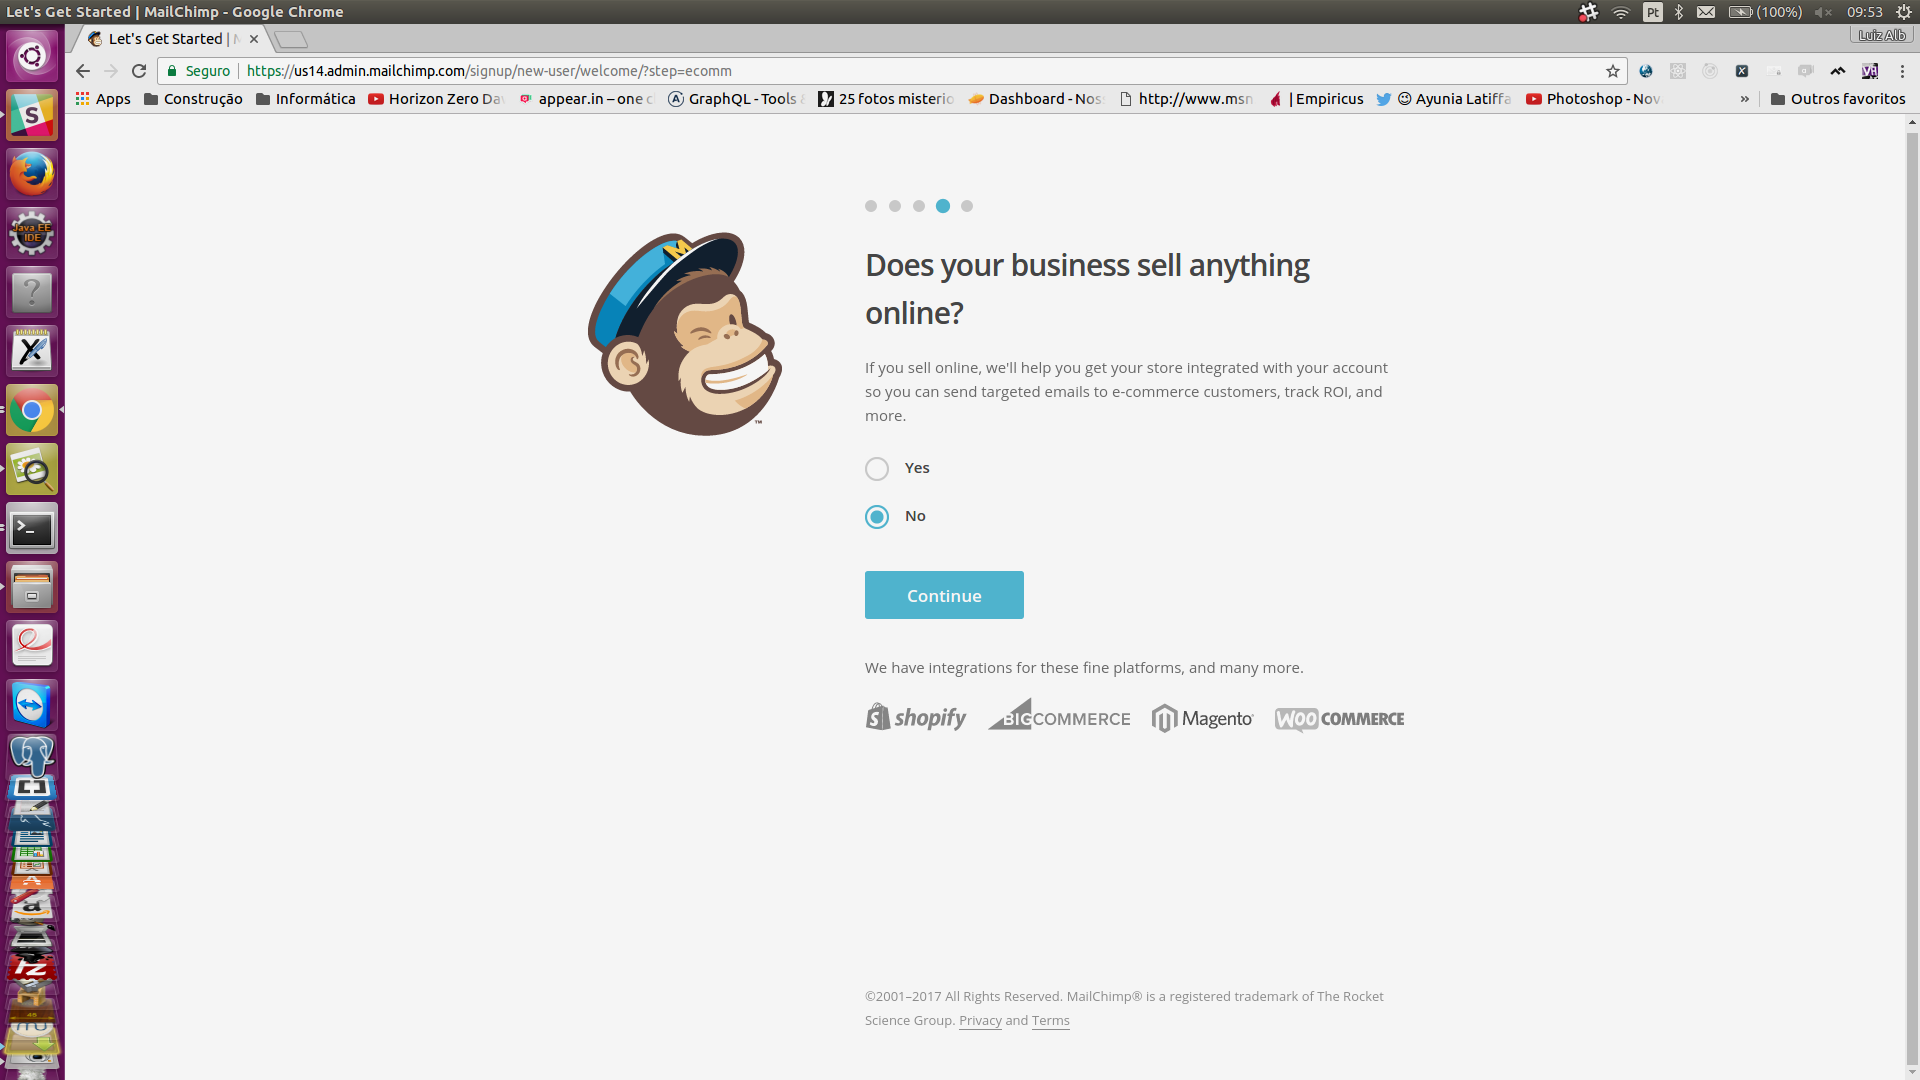 Let's Get Started | MailChimp - Google Chrome
Pt
(100%)
09:53
Let's Get Started |
Luiz Alb
Seguro
https://us14.admin.mailchimp.com/signup/new-user/welcome/?step=ecomm
Apps
Construção
Informática
Horizon Zero Da
appear.in – one c
GraphQL - Tools
25 fotos misterio
Dashboard - Nos
http://www.msn
| Empiricus
Ayunia Latiffa
Photoshop - Nov
»
Outros favoritos
Java EE
IDE
M
Does your business sell anything
online?
If you sell online, we'll help you get your store integrated with your account
so you can send targeted emails to e-commerce customers, track ROI, and
more.
Yes
No
Continue
We have integrations for these fine platforms, and many more.
shopify
BIGCOMMERCE
Magento
WOO COMMERCE
™
©2001–2017 All Rights Reserved. MailChimp® is a registered trademark of The Rocket
Science Group. Privacy and Terms